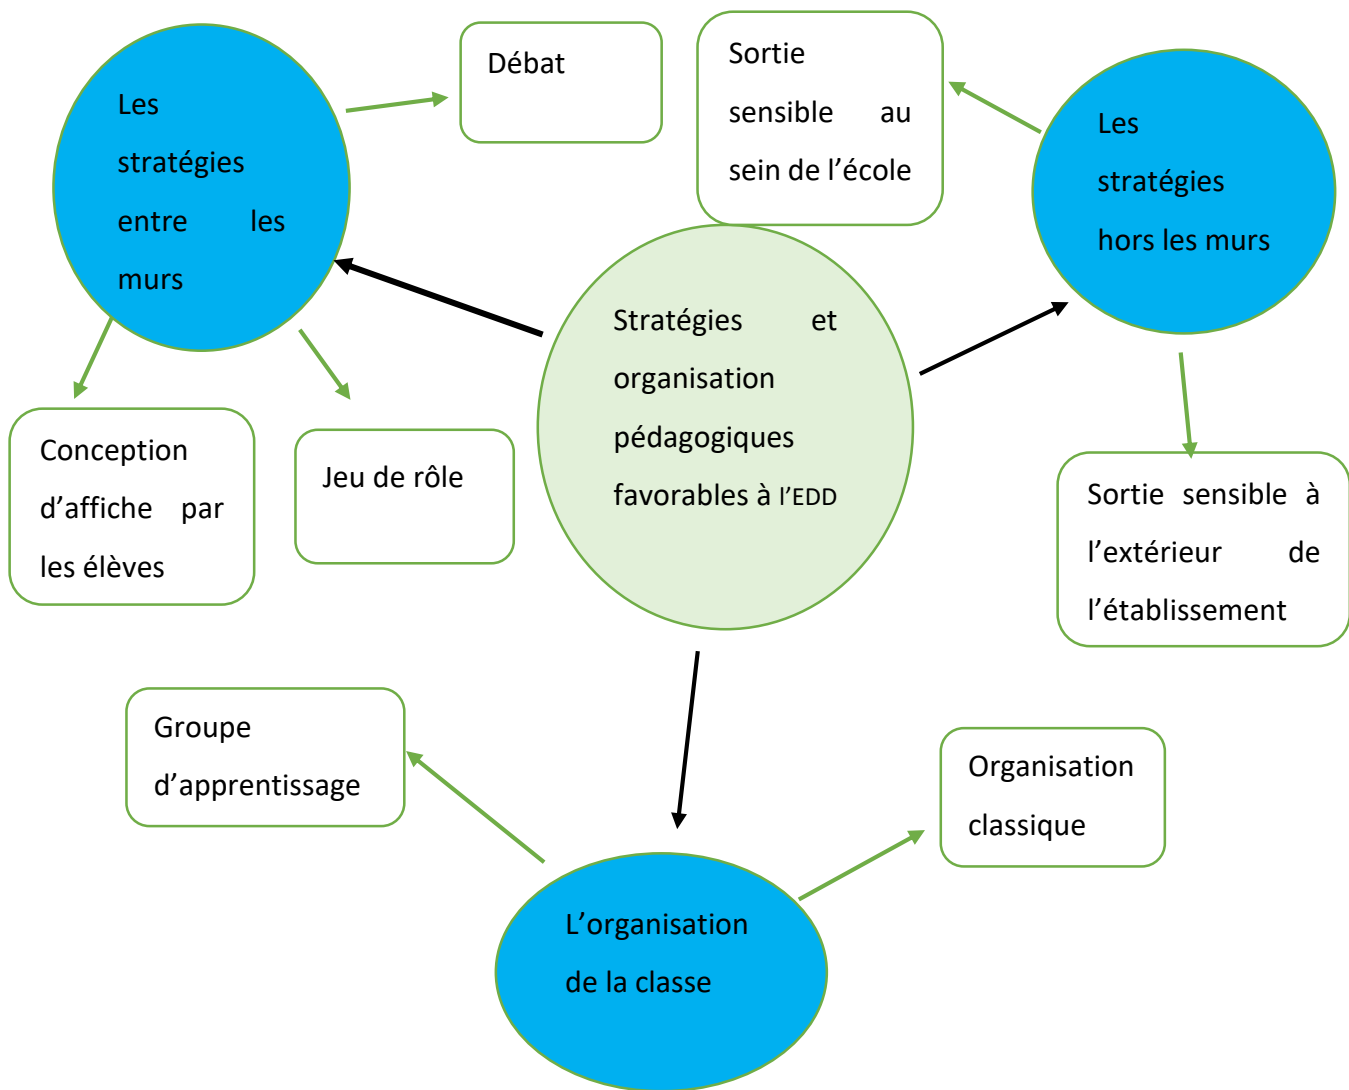 Les
stratégies
entre les
murs
Débat
Sortie
sensible au
sein de l’école
Les
stratégies
hors les murs
Stratégies et
organisation
pédagogiques
favorables à l’EDD
Conception
d’affiche par
les élèves
Jeu de rôle
Sortie sensible à
l’extérieur de
l’établissement
Groupe
d’apprentissage
Organisation
classique
L’organisation
de la classe